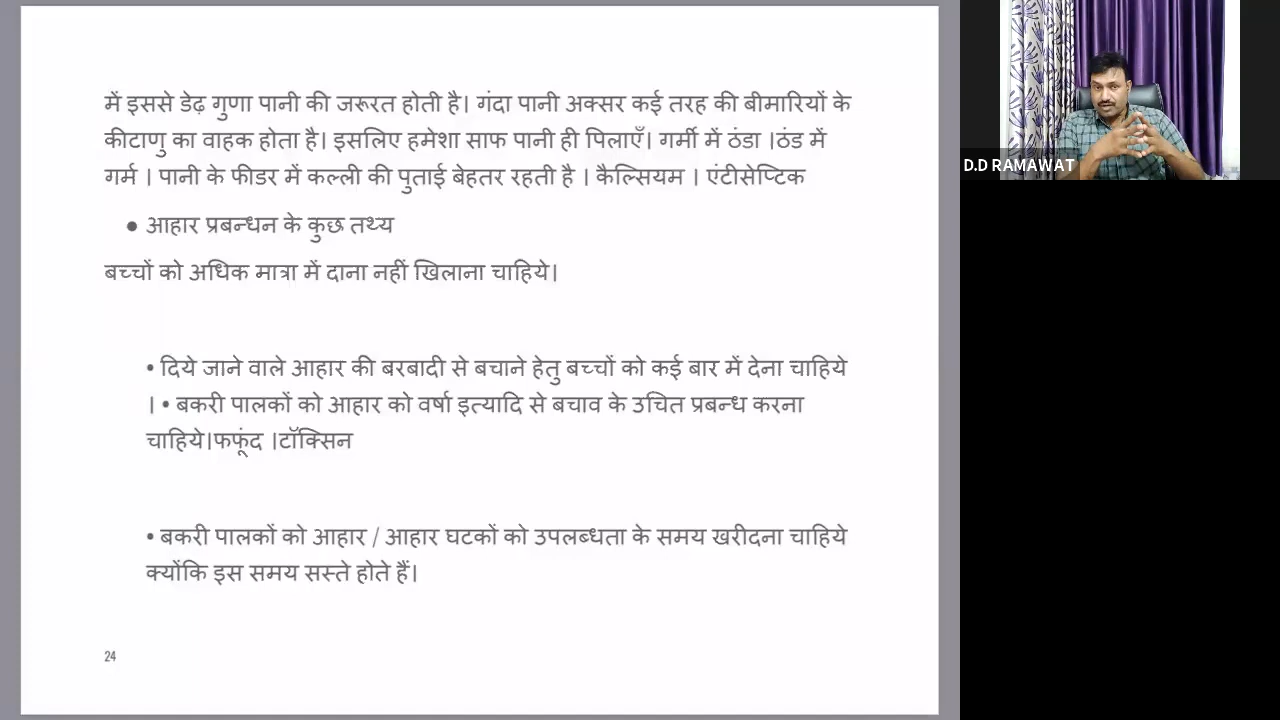 में इससे डेढ़ गुणा पानी की जरूरत होती है। गंदा पानी अक्सर कई तरह की बीमारियों के
कीटाणु का वाहक होता है। इसलिए हमेशा साफ पानी ही पिलाएँ। गर्मी में ठंडा ।ठंड में
गर्म । पानी के फीडर में कल्ली की पुताई बेहतर रहती है । कैल्सियम । एंटीसेप्टिक
● आहार प्रबन्धन के कुछ तथ्य
बच्चों को अधिक मात्रा में दाना नहीं खिलाना चाहिये।
• दिये जाने वाले आहार की बरबादी से बचाने हेतु बच्चों को कई बार में देना चाहिये
। • बकरी पालकों को आहार को वर्षा इत्यादि से बचाव के उचित प्रबन्ध करना
चाहिये।फफूंद ।टॉक्सिन
• बकरी पालकों को आहार / आहार घटकों को उपलब्धता के समय खरीदना चाहिये
क्योंकि इस समय सस्ते होते हैं।
24
D.D RAMAWAT